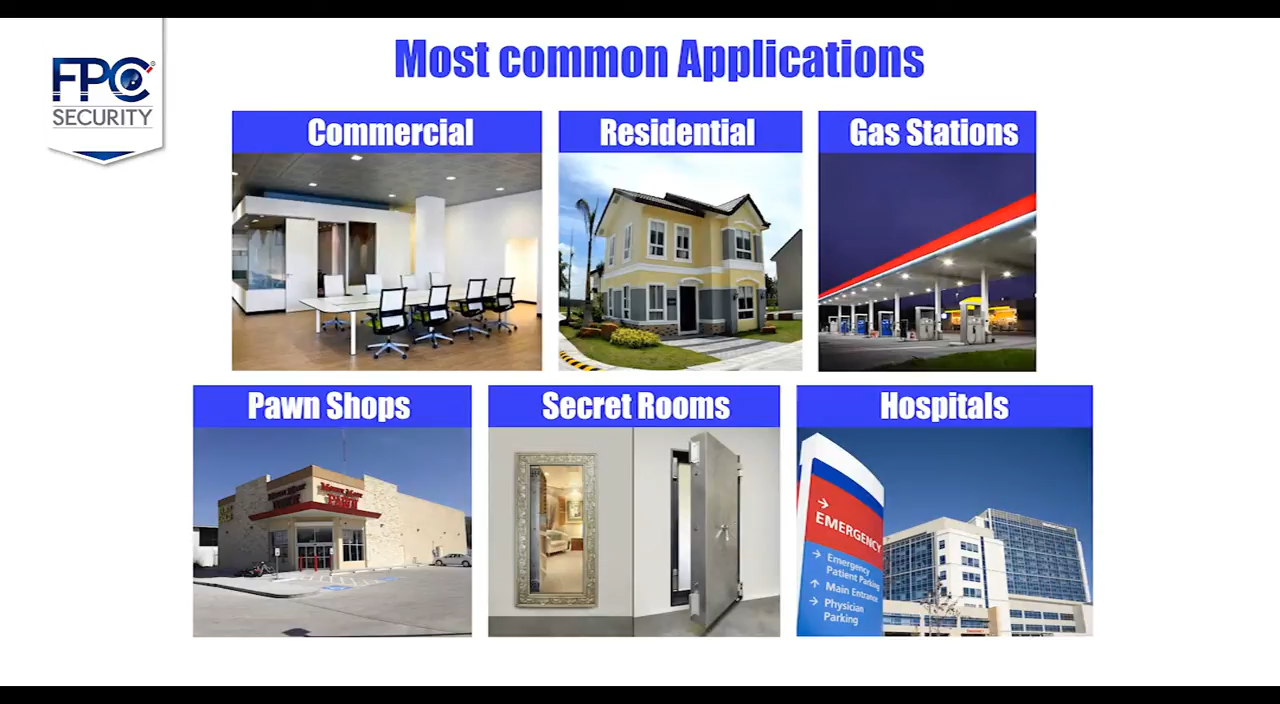 FPC
SECURITY
Most common Applications
Commercial
Residential
Gas Stations
Pawn Shops
Secret Rooms
Hospitals
PAWN
EMERGENCY
Emergency
Patient Parking
Main Entrance
Physician
Parking